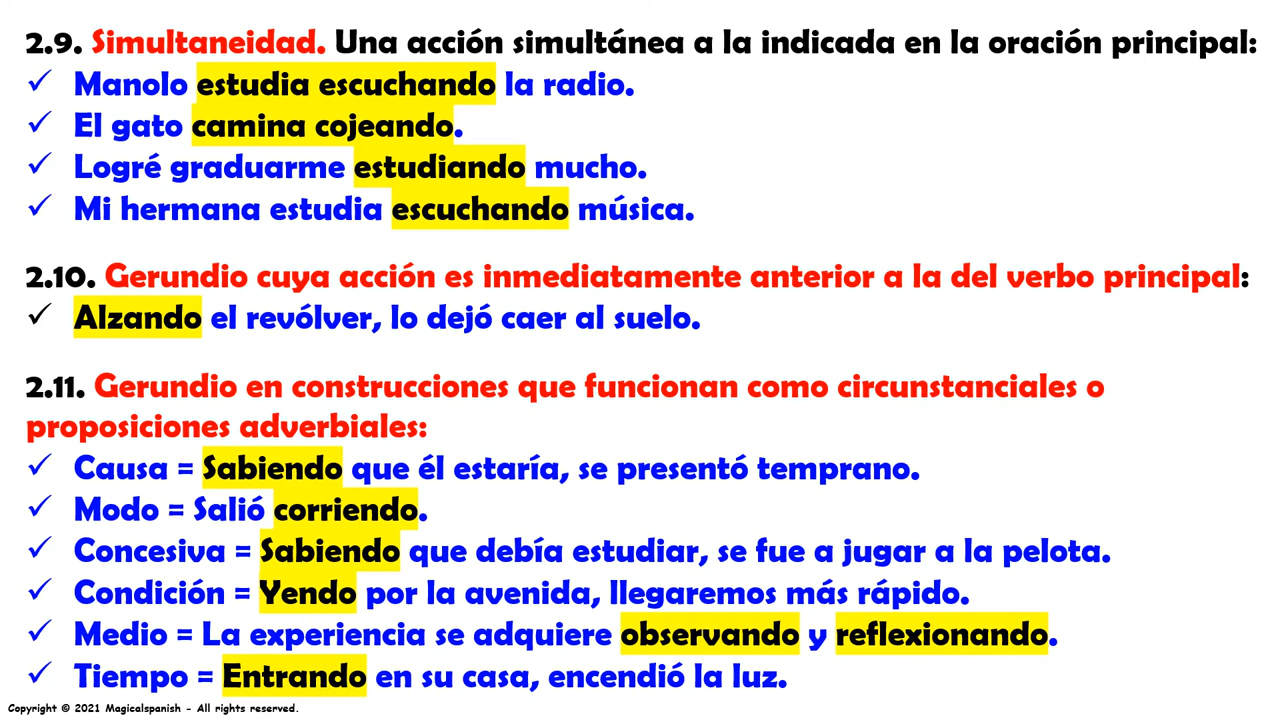 2.9. Simultaneidad. Una acción simultánea a la indicada en la oración principal:
✓ Manolo estudia escuchando la radio.
✓ El gato camina cojeando.
✓ Logré graduarme estudiando mucho.
✓ Mi hermana estudia escuchando música.
2.10. Gerundio cuya acción es inmediatamente anterior a la del verbo principal:
✓ Alzando el revólver, lo dejó caer al suelo.
2.11. Gerundio en construcciones que funcionan como circunstanciales o
proposiciones adverbiales:
✓ Causa = Sabiendo que él estaría, se presentó temprano.
✓ Modo = Salió corriendo.
✓ Concesiva = Sabiendo que debía estudiar, se fue a jugar a la pelota.
✓ Condición = Yendo por la avenida, llegaremos más rápido.
✓ Medio = La experiencia se adquiere observando y reflexionando.
✓ Tiempo = Entrando en su casa, encendió la luz.
Copyright © 2021 Magicalspanish - All rights reserved.